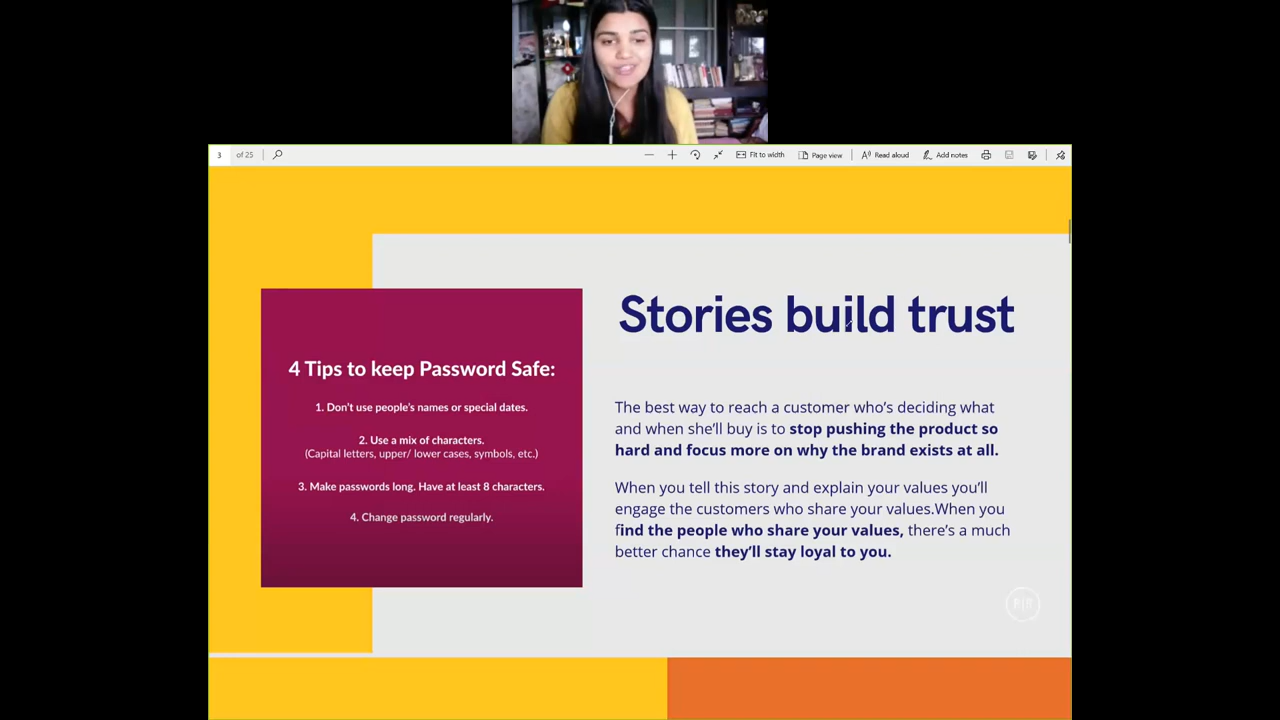 3 of 25
Fit to width
Page view
Read aloud
Add notes
Stories build trust
4 Tips to keep Password Safe:
1. Don't use people's names or special dates.
2. Use a mix of characters.
(Capital letters, upper/ lower cases, symbols, etc.)
3. Make passwords long. Have at least 8 characters.
4. Change password regularly.
The best way to reach a customer who's deciding what
and when she'll buy is to stop pushing the product so
hard and focus more on why the brand exists at all.
When you tell this story and explain your values you'll
engage the customers who share your values.When you
find the people who share your values, there's a much
better chance they'll stay loyal to you.